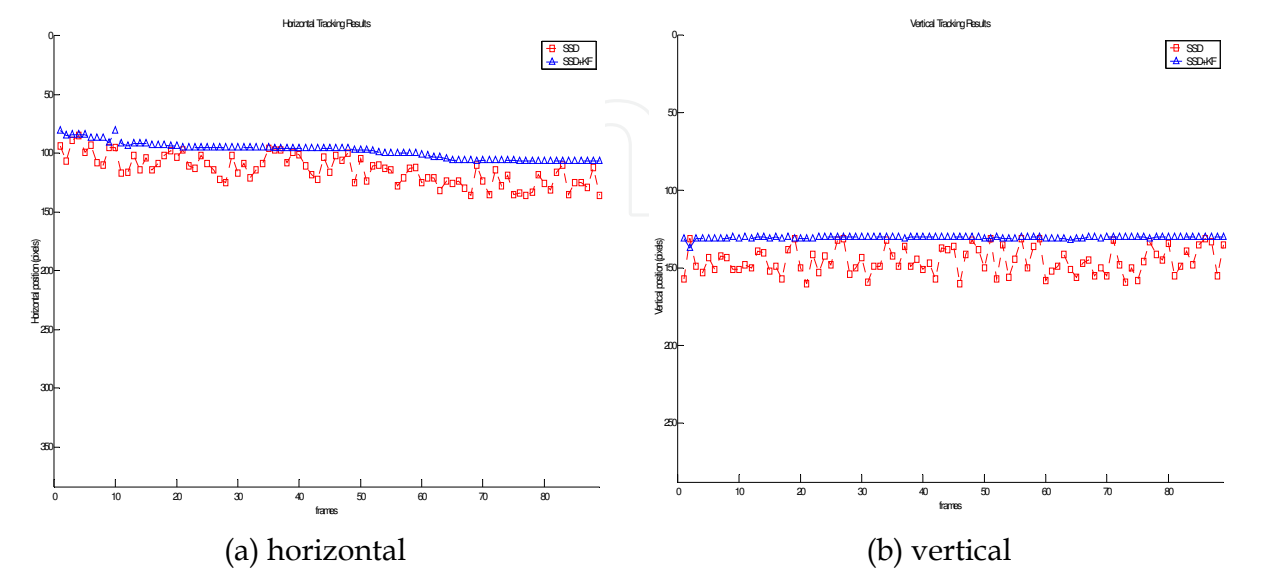 Horizontal Tracking Results
0
50
100
150
200
250
300
350
Horizontal position (pixels)
0 10 20 30 40 50 60 70 80
frames
SSD
SSD+KF
(a) horizontal
Vertical Tracking Results
0
50
100
150
200
250
Vertical position (pixels)
0 10 20 30 40 50 60 70 80
frames
SSD
SSD+KF
(b) vertical